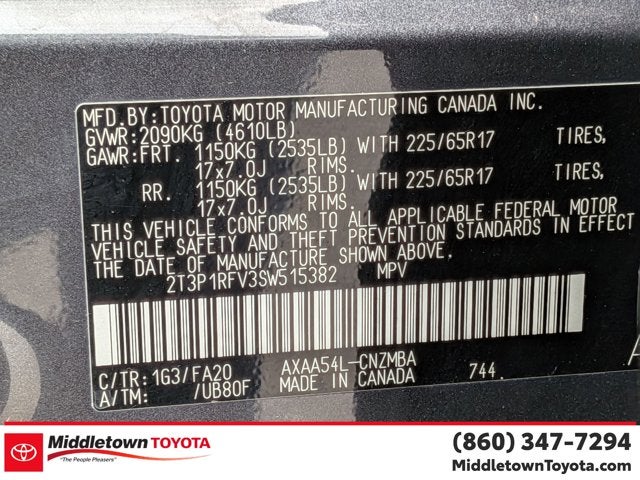 MFD.BY:TOYOTA MOTOR MANUFACTURING CANADA INC.
GVWR:2090KG (4610LB)
GAWR:FRT. 1150KG (2535LB) WITH 225/65R17 TIRES,
17x7.0J RIMS.
RR. 1150KG (2535LB) WITH 225/65R17 TIRES,
17x7.0J RIMS.
THIS VEHICLE CONFORMS TO ALL APPLICABLE FEDERAL MOTOR
VEHICLE SAFETY AND THEFT PREVENTION STANDARDS IN EFFECT
THE DATE OF MANUFACTURE SHOWN ABOVE.
2T3P1RFV3SW515382 MPV
C/TR: 1G3/FA20 AXAA54L-CNZMBA 744
A/TM: /UB80F MADE IN CANADA
Middletown TOYOTA
"The People Pleasers"
(860) 347-7294
MiddletownToyota.com